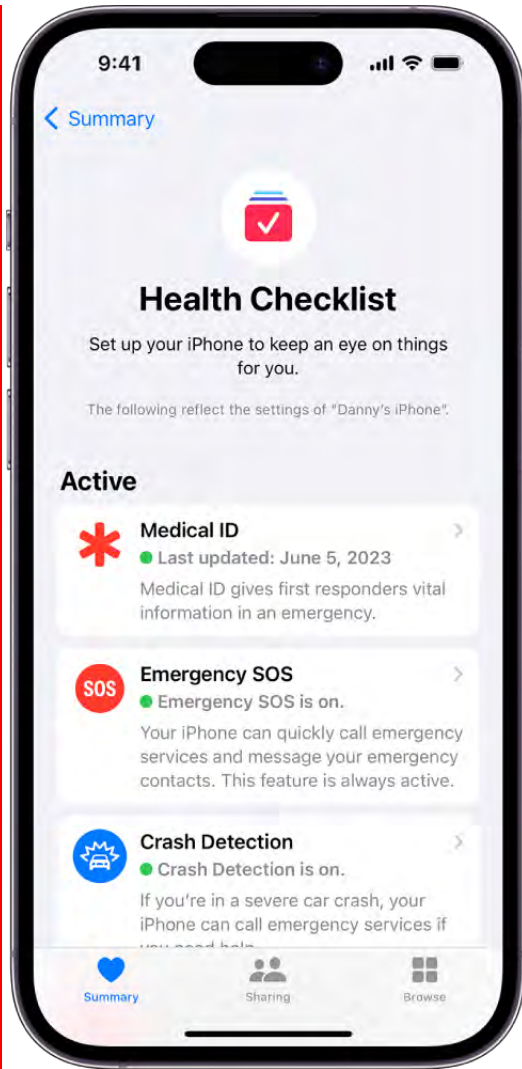 9:41
Summary
Health Checklist
Set up your iPhone to keep an eye on things
for you.
The following reflect the settings of “Danny’s iPhone”.
Active
Medical ID
Last updated: June 5, 2023
Medical ID gives first responders vital
information in an emergency.
SOS
Emergency SOS
Emergency SOS is on.
Your iPhone can quickly call emergency
services and message your emergency
contacts. This feature is always active.
Crash Detection
Crash Detection is on.
If you’re in a severe car crash, your
iPhone can call emergency services if
you need help.
Summary
Sharing
Browse